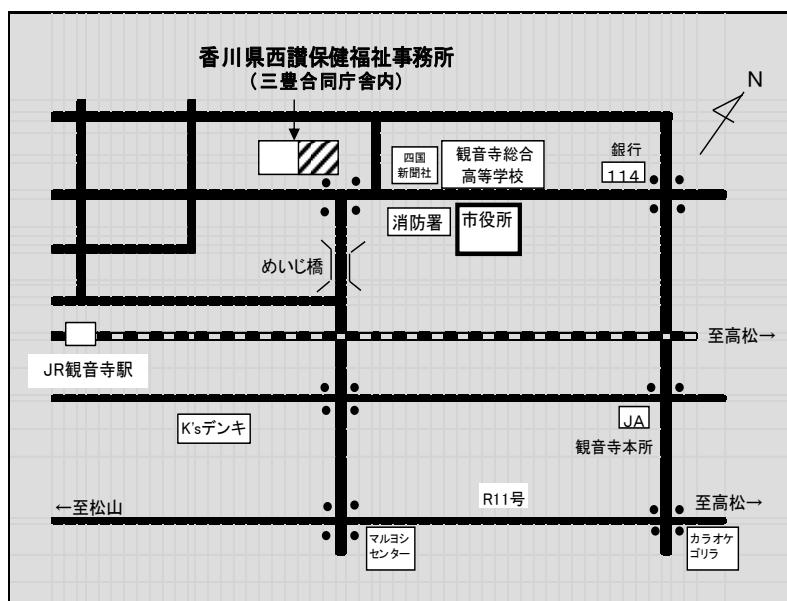 香川県西讃保健福祉事務所
(三豊合同庁舎内)
N
四国
新聞社
観音寺総合
高等学校
銀行
114
消防署
市役所
めいじ橋
至高松→
JR観音寺駅
K'sデンキ
JA
観音寺本所
←至松山
R11号
至高松→
マルヨシ
センター
カラオケ
ゴリラ